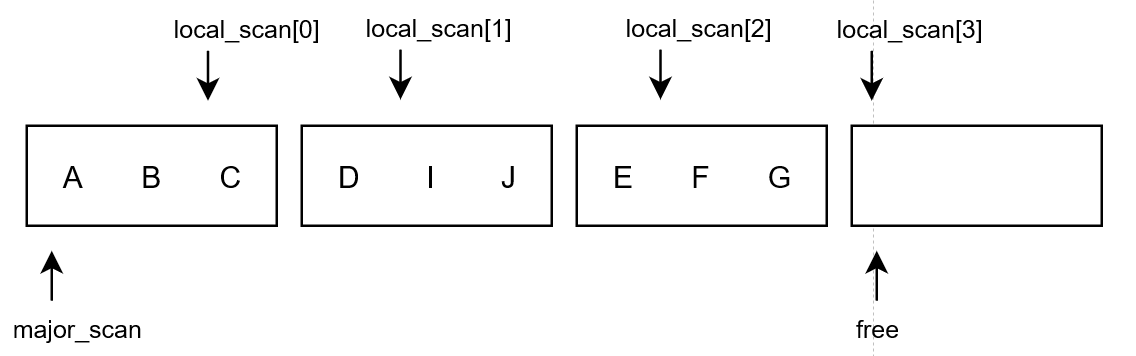 local_scan[0] local_scan[1] local_scan[2] local_scan[3]
A B C D I J E F G
major_scan free